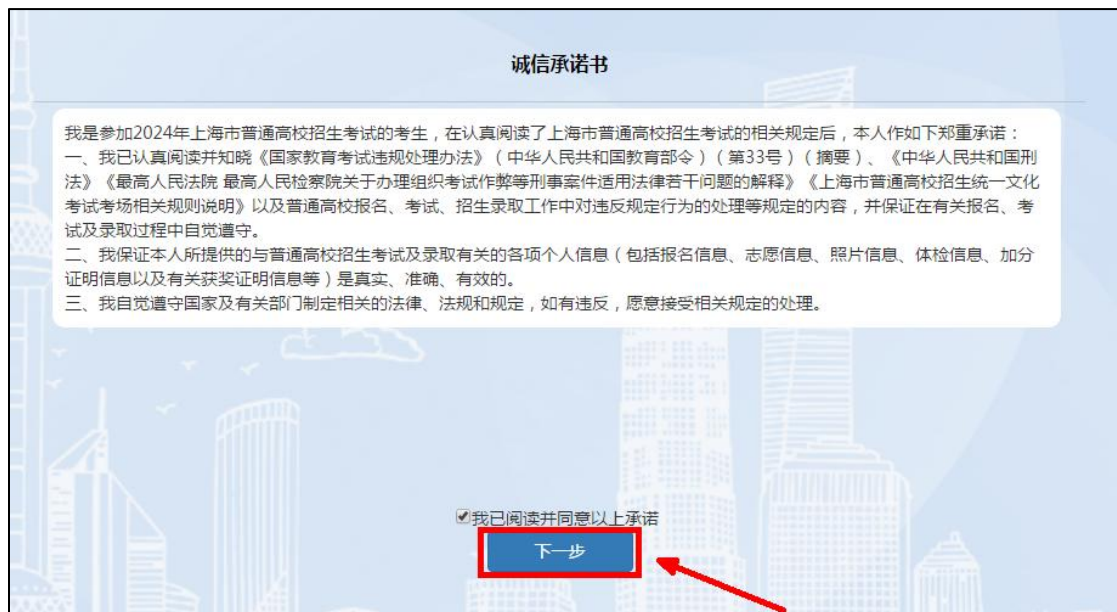 诚信承诺书
我是参加2024年上海市普通高校招生考试的考生，在认真阅读了上海市普通高校招生考试的相关规定后，本人作如下郑重承诺：
一、我已认真阅读并知晓《国家教育考试违规处理办法》（中华人民共和国教育部令）（第33号）（摘要）、《中华人民共和国刑
法》《最高人民法院 最高人民检察院关于办理组织考试作弊等刑事案件适用法律若干问题的解释》《上海市普通高校招生统一文化
考试考场相关规则说明》以及普通高校报名、考试、招生录取工作中对违反规定行为的处理等规定的内容，并保证在有关报名、考
试及录取过程中自觉遵守。
二、我保证本人所提供的与普通高校招生考试及录取有关的各项个人信息（包括报名信息、志愿信息、照片信息、体检信息、加分
证明信息以及有关获奖证明信息等）是真实、准确、有效的。
三、我自觉遵守国家及有关部门制定相关的法律、法规和规定，如有违反，愿意接受相关规定的处理。
我已阅读并同意以上承诺
下一步